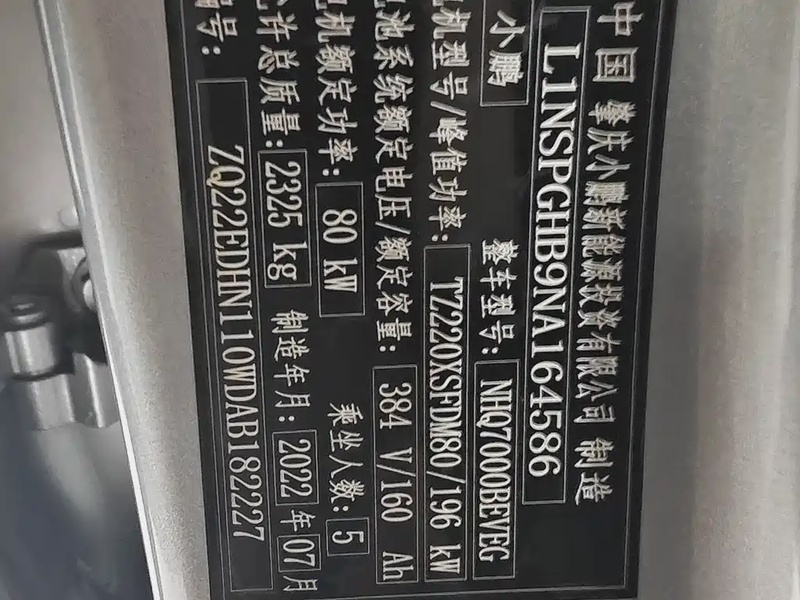 中国 肇庆小鹏新能源投资有限公司 制造
L1NSPGHB9NA164586
小鹏 整车型号: NHQ7000BEVEG
机型号/峰值功率: TZ220XSFDM80/196 kW
池系统额定电压/额定容量: 384 V/160 Ah
机额定功率: 80 kW 乘坐人数: 5
许总质量: 2325 kg 制造年月: 2022 年 07 月
编号: ZQ22EDHN110WDAB182227